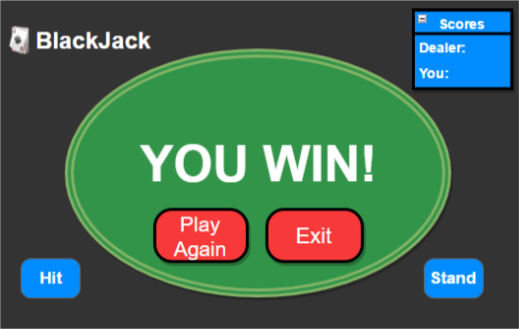 BlackJack
Scores
Dealer:
You:
YOU WIN!
Play
Again
Exit
Hit
Stand